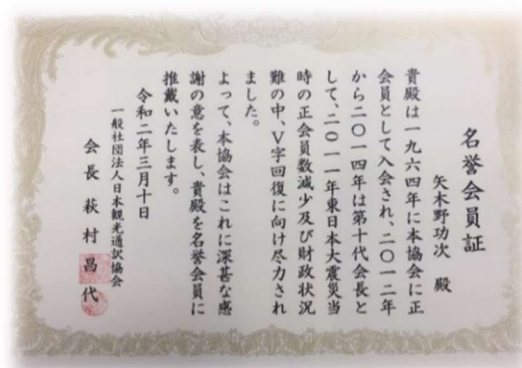 名誉会員証
矢木野功次 殿
貴殿は一九六四年に本協会に正
会員として入会され、二〇一二年
から二〇一四年は第十代会長と
して、二〇一一年東日本大震災当
時の正会員数減少及び財政状況
難の中、V字回復に向け尽力され
ました。
よって、本協会はこれに深甚な感
謝の意を表し、貴殿を名誉会員に
推戴いたします。
令和二年三月十日
一般社団法人日本観光通訳協会
会長 萩村昌代